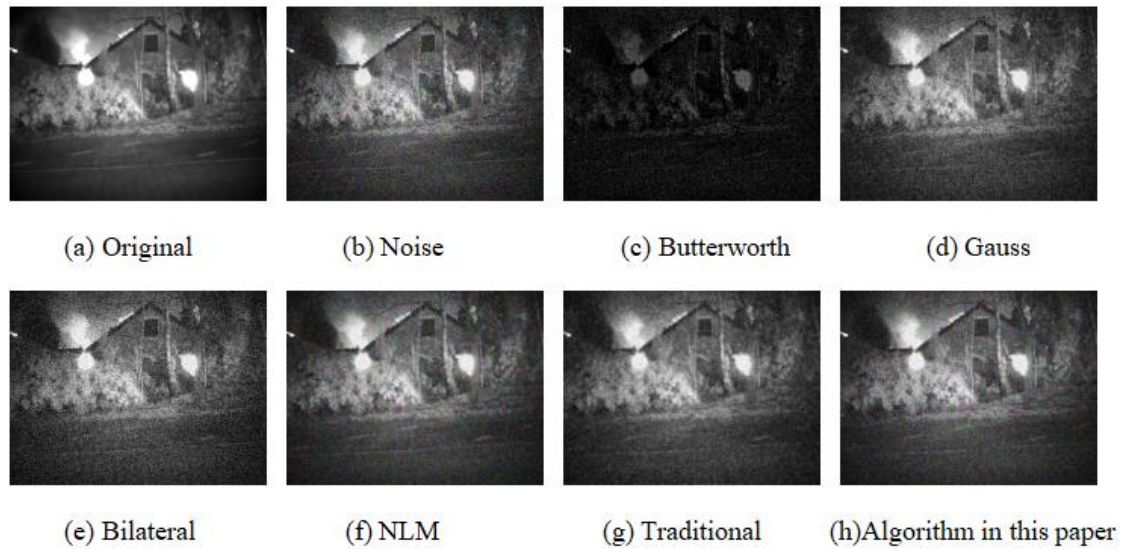 (a) Original
(b) Noise
(c) Butterworth
(d) Gauss
(e) Bilateral
(f) NLM
(g) Traditional
(h)Algorithm in this paper